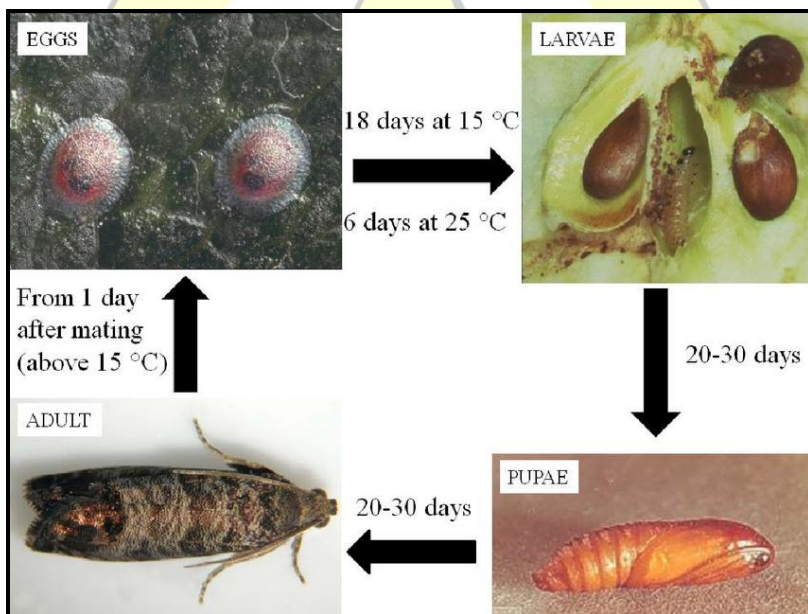 EGGS
LARVAE
18 days at 15 °C
6 days at 25 °C
From 1 day
after mating
(above 15 °C)
20-30 days
ADULT
20-30 days
PUPAE